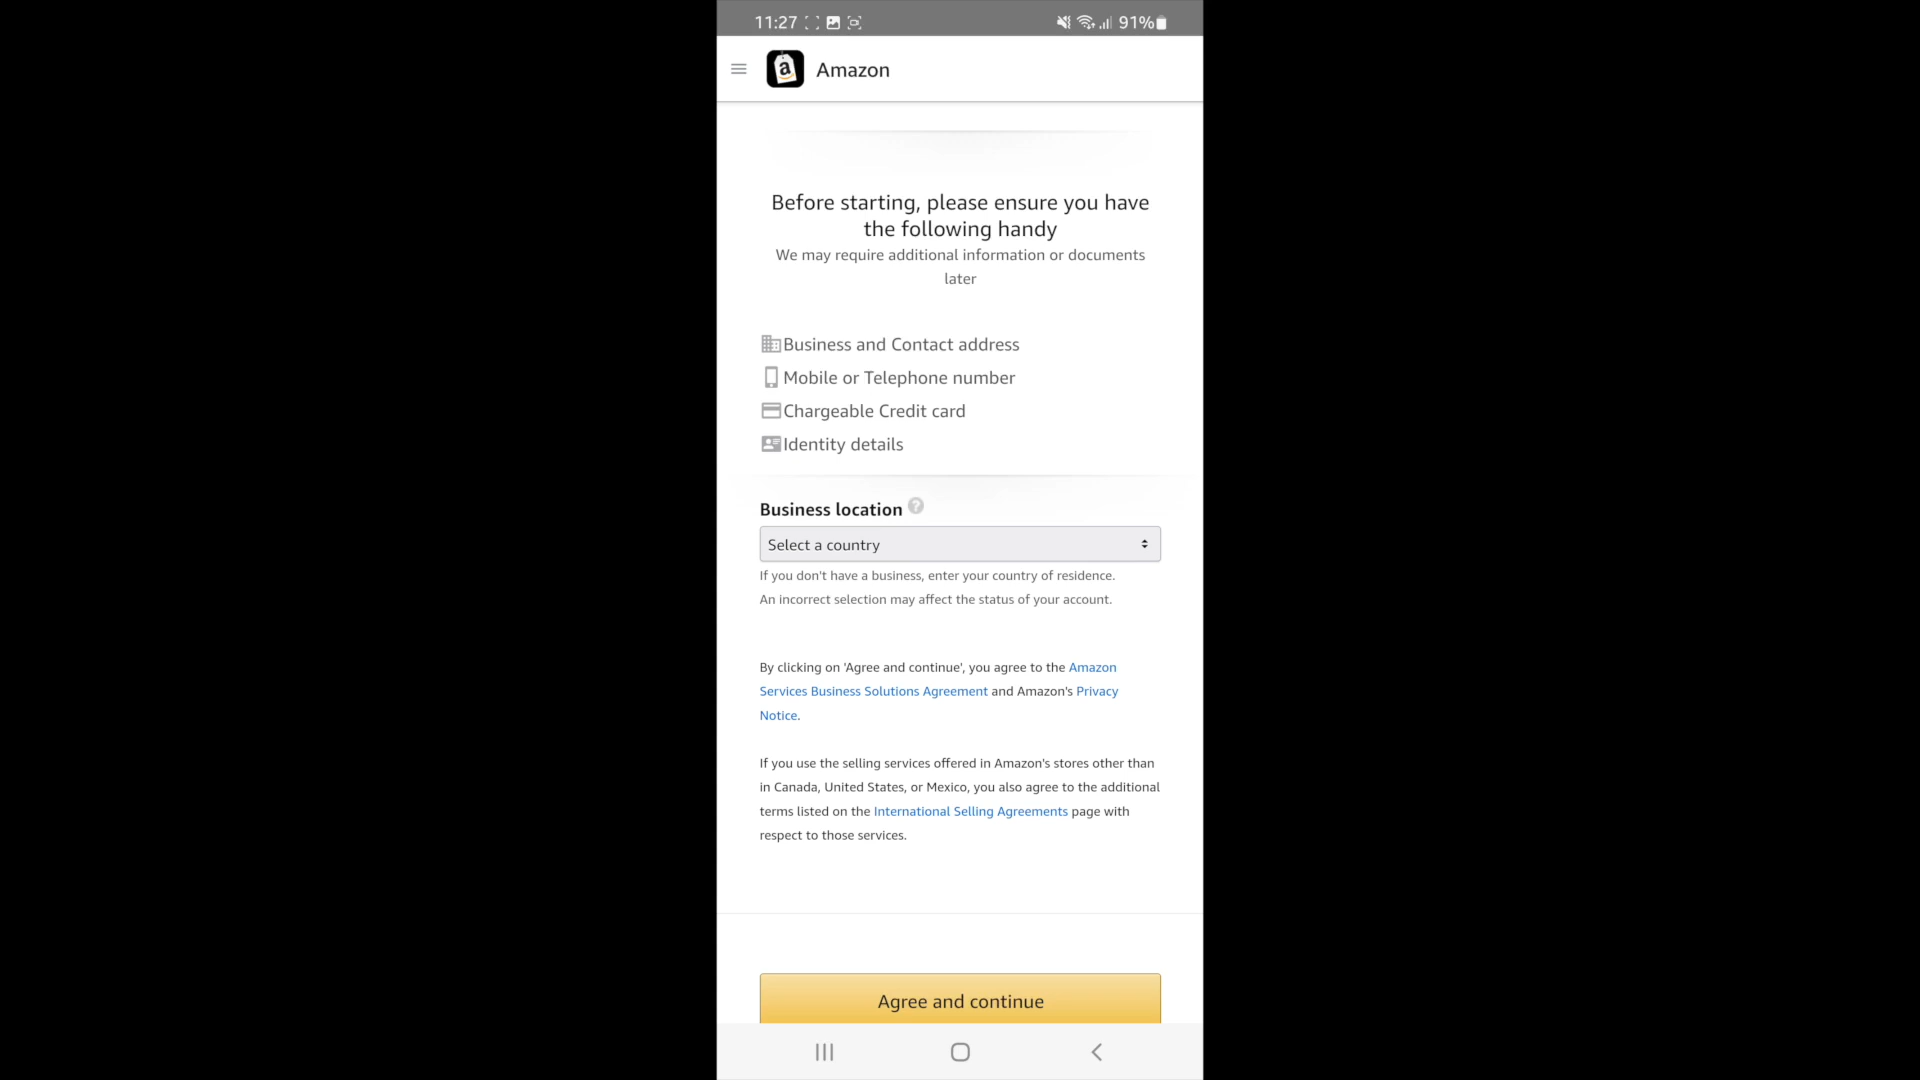 11:27 91%
a Amazon
Before starting, please ensure you have
the following handy
We may require additional information or documents
later
Business and Contact address
Mobile or Telephone number
Chargeable Credit card
Identity details
Business location ?
Select a country
If you don't have a business, enter your country of residence.
An incorrect selection may affect the status of your account.
By clicking on 'Agree and continue', you agree to the Amazon
Services Business Solutions Agreement and Amazon's Privacy
Notice.
If you use the selling services offered in Amazon's stores other than
in Canada, United States, or Mexico, you also agree to the additional
terms listed on the International Selling Agreements page with
respect to those services.
Agree and continue